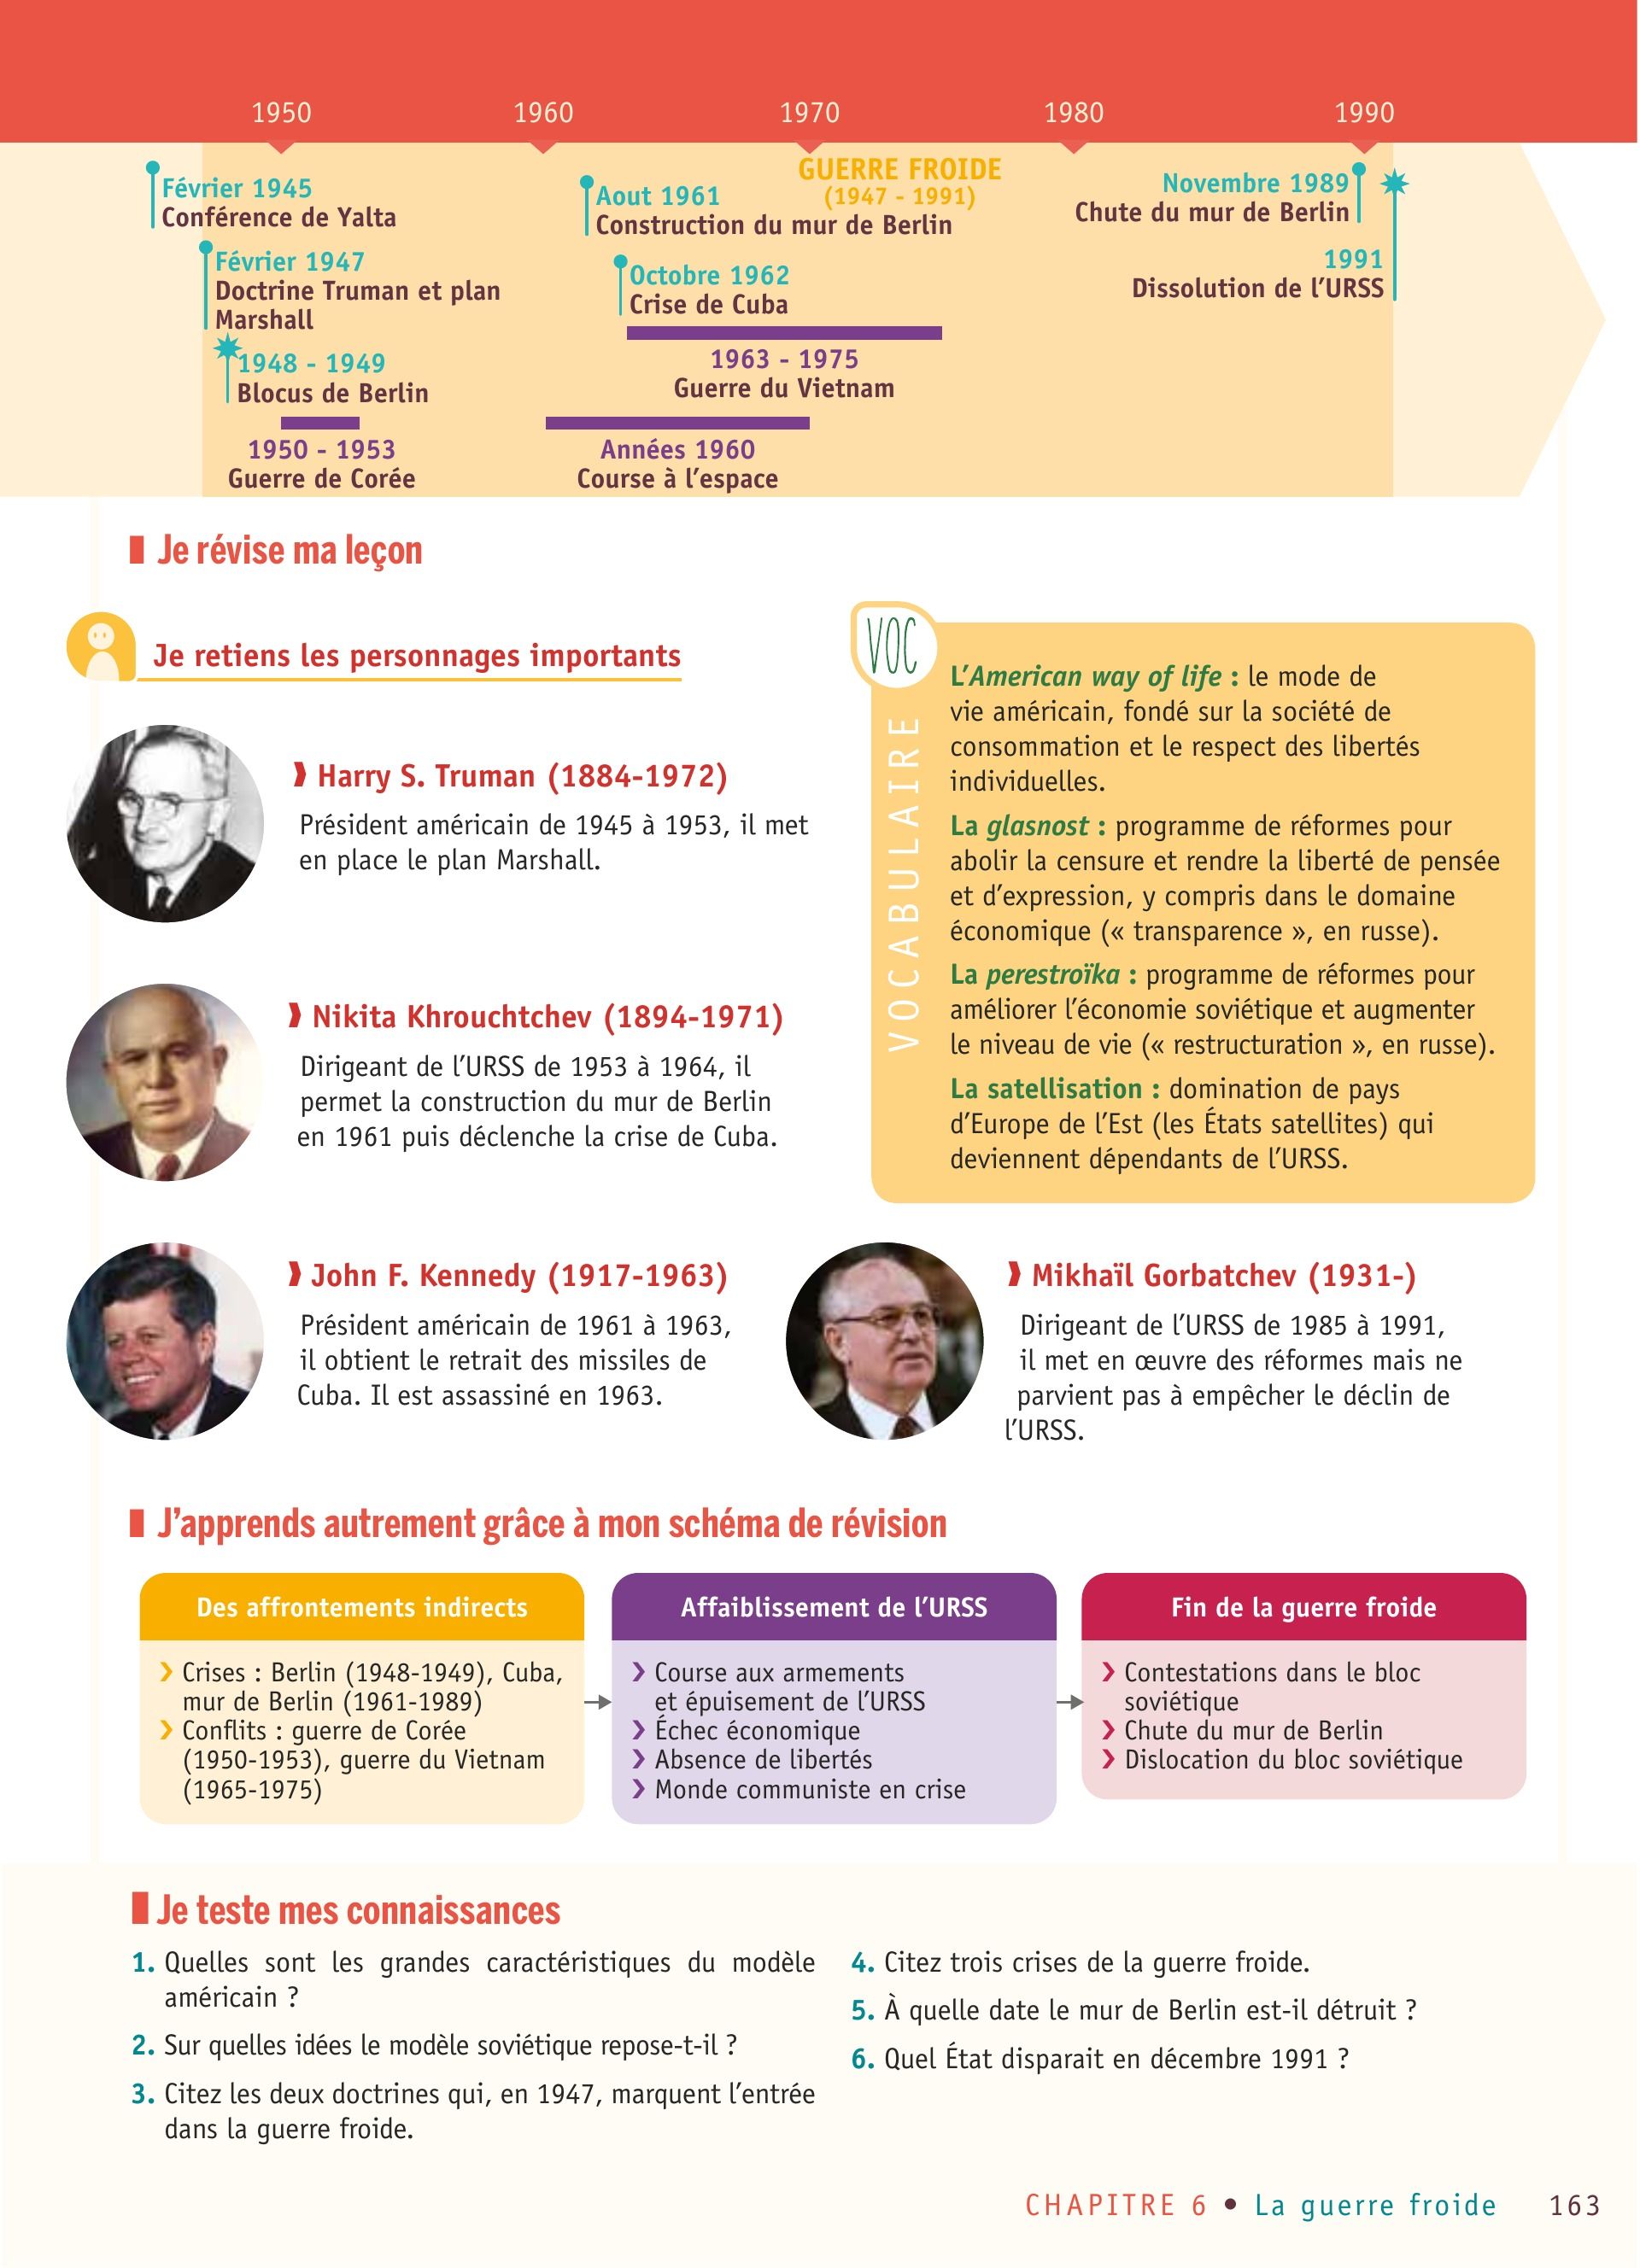 1950 1960 1970 1980 1990
GUERRE FROIDE
(1947 - 1991)
Février 1945
Conférence de Yalta
Février 1947
Doctrine Truman et plan
Marshall
1948 - 1949
Blocus de Berlin
1950 - 1953
Guerre de Corée
Aout 1961
Construction du mur de Berlin
Octobre 1962
Crise de Cuba
1963 - 1975
Guerre du Vietnam
Années 1960
Course à l'espace
Novembre 1989
Chute du mur de Berlin
1991
Dissolution de l'URSS
Je révise ma leçon
Je retiens les personnages importants
Harry S. Truman (1884-1972)
Président américain de 1945 à 1953, il met
en place le plan Marshall.
Nikita Khrouchtchev (1894-1971)
Dirigeant de l'URSS de 1953 à 1964, il
permet la construction du mur de Berlin
en 1961 puis déclenche la crise de Cuba.
VOC
VOCABULAIRE
L'American way of life : le mode de
vie américain, fondé sur la société de
consommation et le respect des libertés
individuelles.
La glasnost : programme de réformes pour
abolir la censure et rendre la liberté de pensée
et d'expression, y compris dans le domaine
économique (« transparence », en russe).
La perestroïka : programme de réformes pour
améliorer l'économie soviétique et augmenter
le niveau de vie (« restructuration », en russe).
La satellisation : domination de pays
d'Europe de l'Est (les États satellites) qui
deviennent dépendants de l'URSS.
John F. Kennedy (1917-1963)
Président américain de 1961 à 1963,
il obtient le retrait des missiles de
Cuba. Il est assassiné en 1963.
Mikhaïl Gorbatchev (1931-)
Dirigeant de l'URSS de 1985 à 1991,
il met en œuvre des réformes mais ne
parvient pas à empêcher le déclin de
l'URSS.
J'apprends autrement grâce à mon schéma de révision
Des affrontements indirects
Crises : Berlin (1948-1949), Cuba,
mur de Berlin (1961-1989)
Conflits : guerre de Corée
(1950-1953), guerre du Vietnam
(1965-1975)
Affaiblissement de l'URSS
Course aux armements
et épuisement de l'URSS
Échec économique
Absence de libertés
Monde communiste en crise
Fin de la guerre froide
Contestations dans le bloc
soviétique
Chute du mur de Berlin
Dislocation du bloc soviétique
Je teste mes connaissances
1. Quelles sont les grandes caractéristiques du modèle
américain ?
2. Sur quelles idées le modèle soviétique repose-t-il ?
3. Citez les deux doctrines qui, en 1947, marquent l'entrée
dans la guerre froide.
4. Citez trois crises de la guerre froide.
5. À quelle date le mur de Berlin est-il détruit ?
6. Quel État disparait en décembre 1991 ?
CHAPITRE 6 • La guerre froide 163